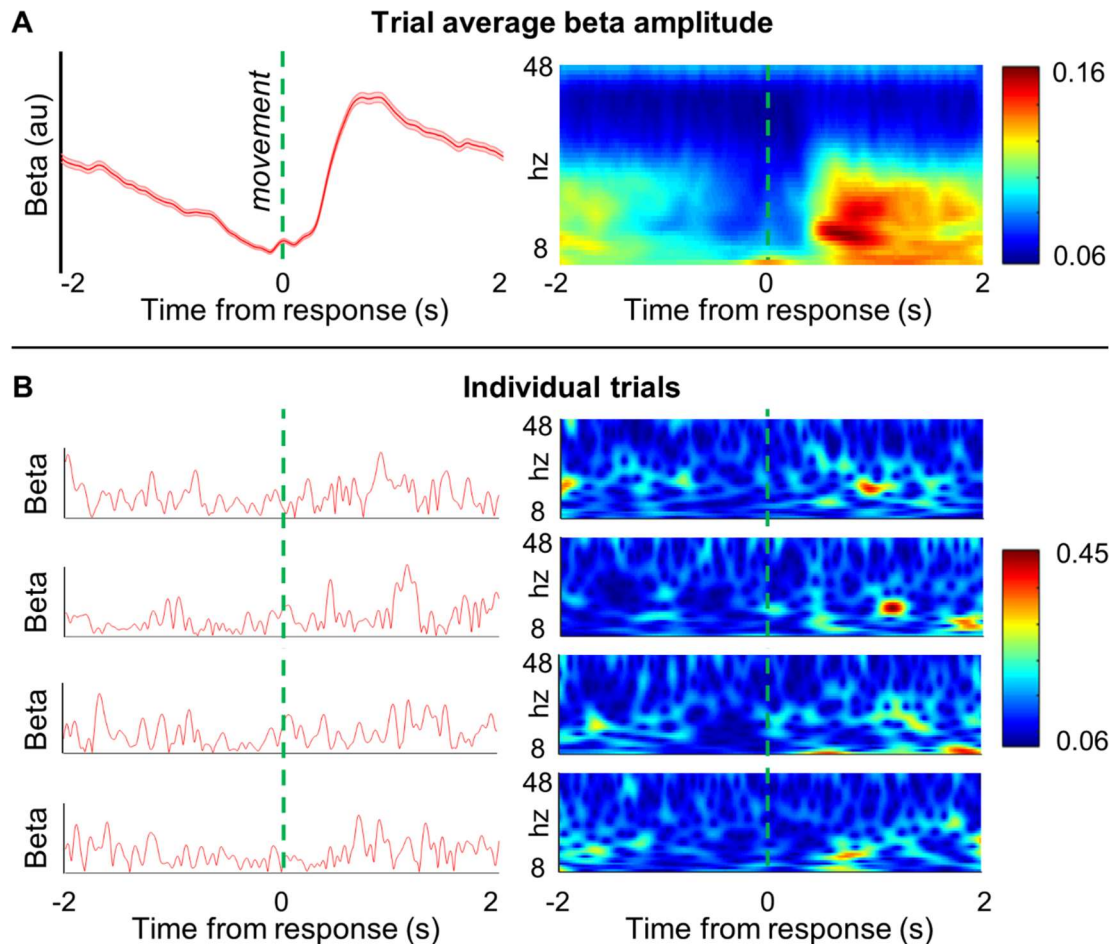 A
Trial average beta amplitude
Beta (au)
movement
-2
0
2
Time from response (s)
48
hz
8
-2
0
2
Time from response (s)
0.16
0.06
B
Individual trials
Beta
48
hz
8
Beta
48
hz
8
Beta
48
hz
8
Beta
48
hz
8
-2
0
2
Time from response (s)
-2
0
2
Time from response (s)
0.45
0.06